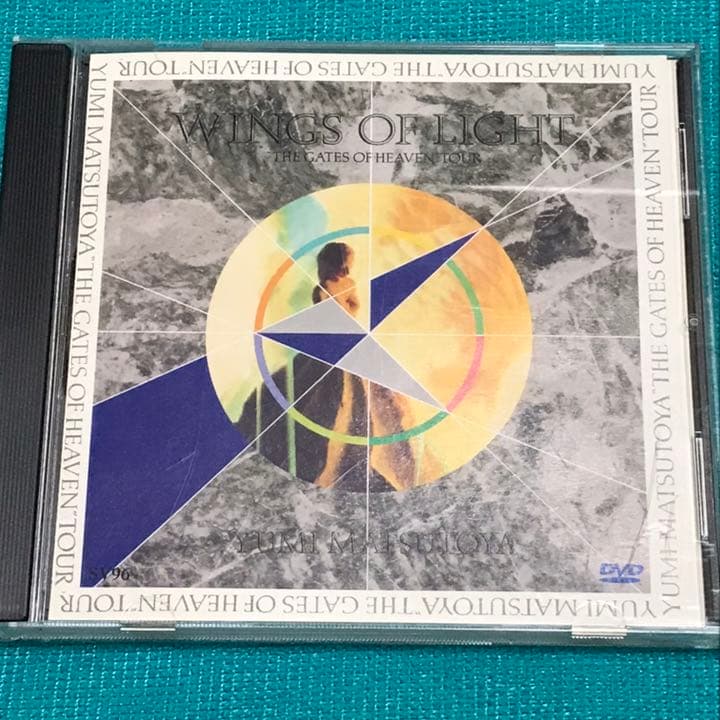 YUMI MATSUTOYA "THE GATES OF HEAVEN" TOUR
WINGS OF LIGHT
THE GATES OF HEAVEN" TOUR
YUMI MATSUTOYA "THE GATES OF HEAVEN" TOUR
YUMI MATSUTOYA "THE GATES OF HEAVEN" TOUR
YUMI MATSUTOYA
DVD
YUMI MATSUTOYA "THE GATES OF HEAVEN" TOUR